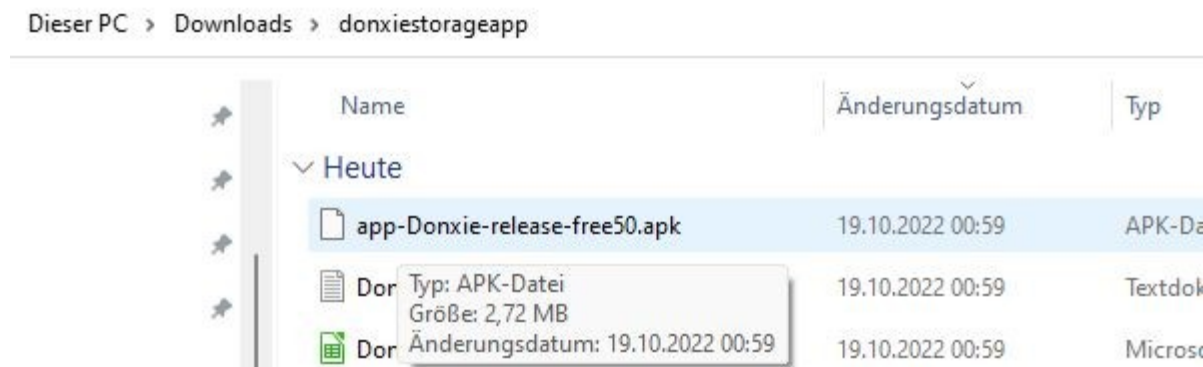 Dieser PC > Downloads > donxiestorageapp
Name Änderungsdatum Typ
Heute
app-Donxie-release-free50.apk 19.10.2022 00:59 APK-Da
Dor 19.10.2022 00:59 Textdok
Typ: APK-Datei
Größe: 2,72 MB
Änderungsdatum: 19.10.2022 00:59
Dor 19.10.2022 00:59 Microso